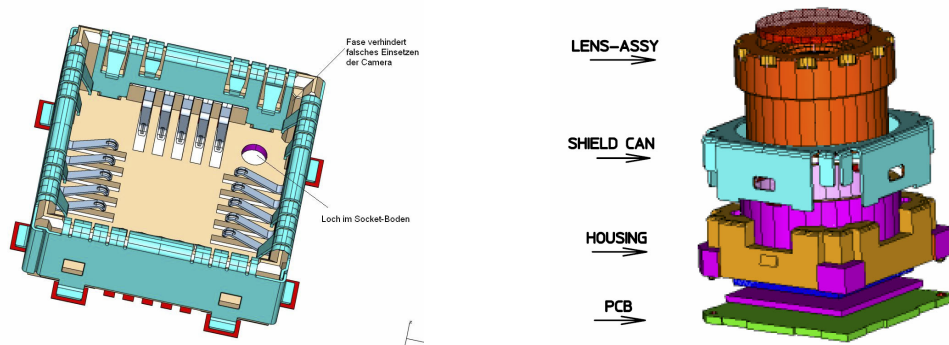 Fase verhindert
falsches Einsetzen
der Camera
Loch im Socket-Boden
LENS-ASSY
SHIELD CAN
HOUSING
PCB